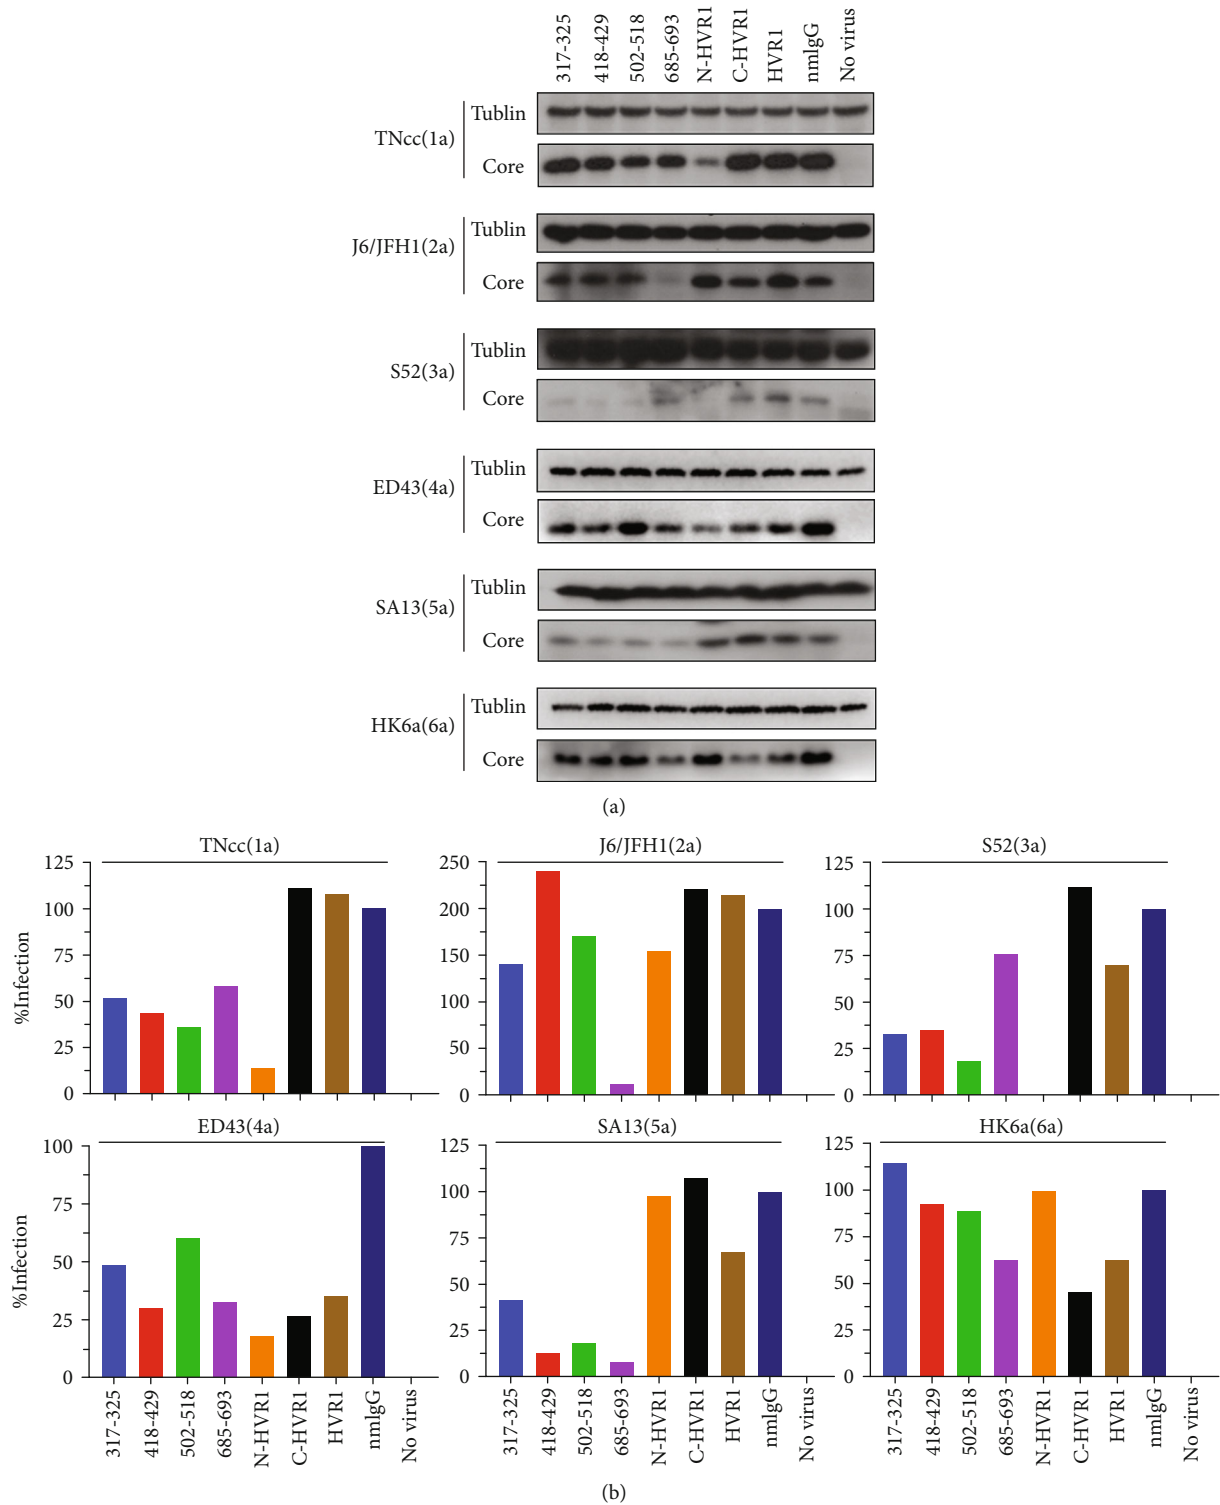 317-325
418-429
502-518
685-693
N-HVR1
C-HVR1
HVR1
nmIgG
No virus
TNcc(1a)
Tublin
Core
J6/JFH1(2a)
Tublin
Core
S52(3a)
Tublin
Core
ED43(4a)
Tublin
Core
SA13(5a)
Tublin
Core
HK6a(6a)
Tublin
Core
(a)
TNcc(1a)
%Infection
125
100
75
50
25
0
J6/JFH1(2a)
250
200
150
100
50
0
S52(3a)
125
100
75
50
25
0
ED43(4a)
%Infection
100
75
50
25
0
317-325
418-429
502-518
685-693
N-HVR1
C-HVR1
HVR1
nmIgG
No virus
SA13(5a)
125
100
75
50
25
0
317-325
418-429
502-518
685-693
N-HVR1
C-HVR1
HVR1
nmIgG
No virus
HK6a(6a)
125
100
75
50
25
0
317-325
418-429
502-518
685-693
N-HVR1
C-HVR1
HVR1
nmIgG
No virus
(b)